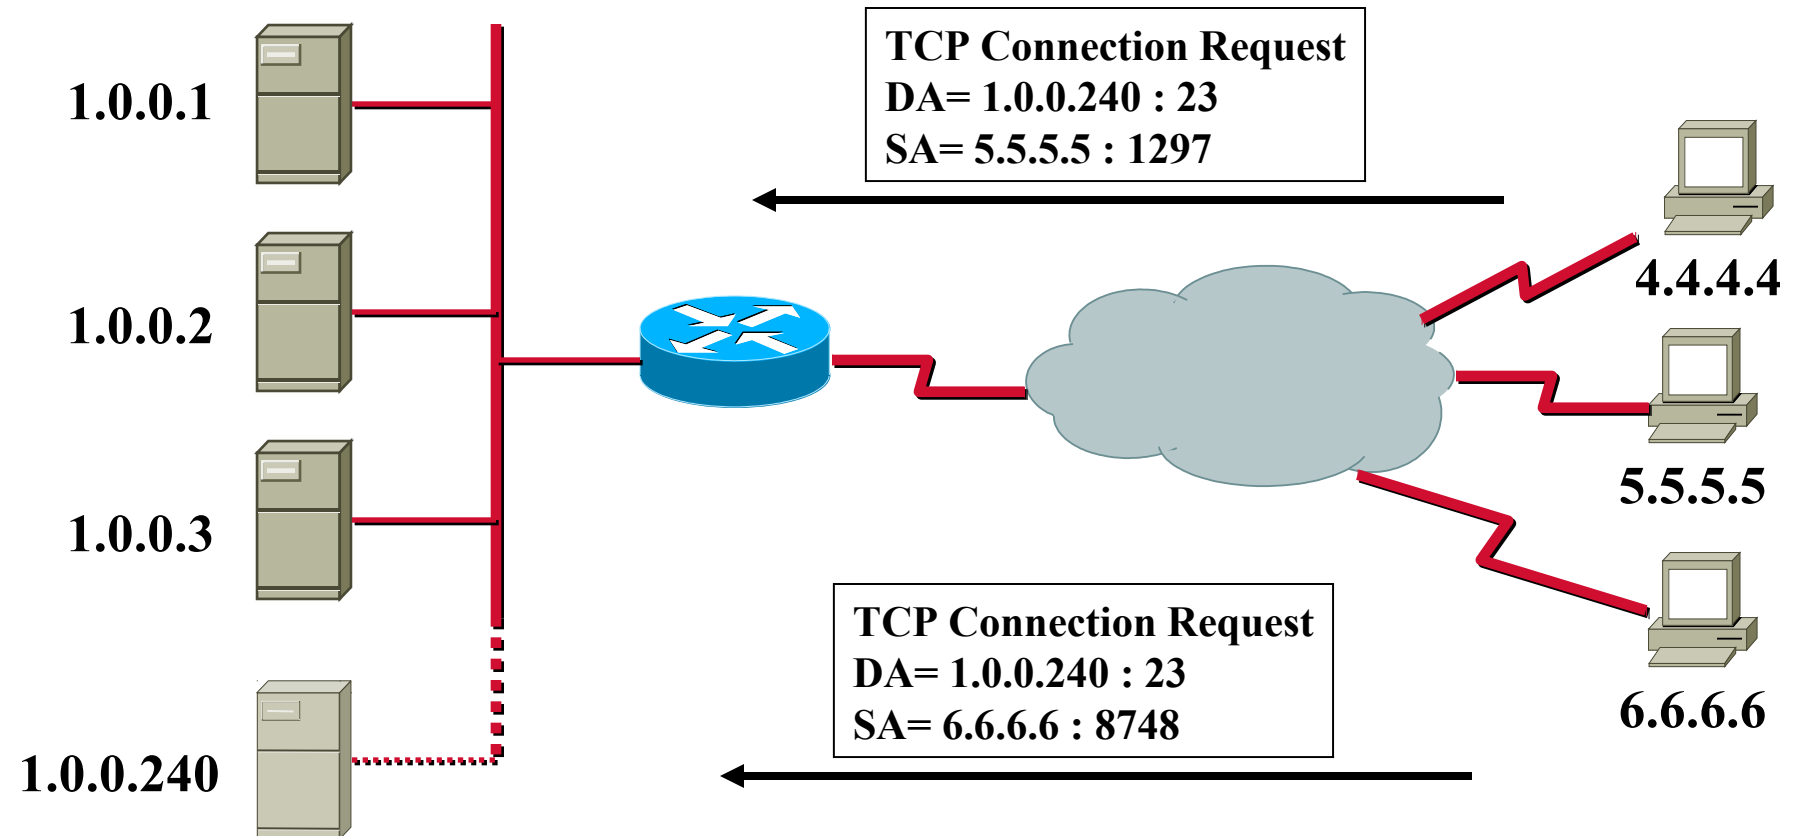 TCP Connection Request
DA= 1.0.0.240 : 23
SA= 5.5.5.5 : 1297
1.0.0.1
4.4.4.4
1.0.0.2
5.5.5.5
1.0.0.3
TCP Connection Request
DA= 1.0.0.240 : 23
SA= 6.6.6.6 : 8748
6.6.6.6
1.0.0.240